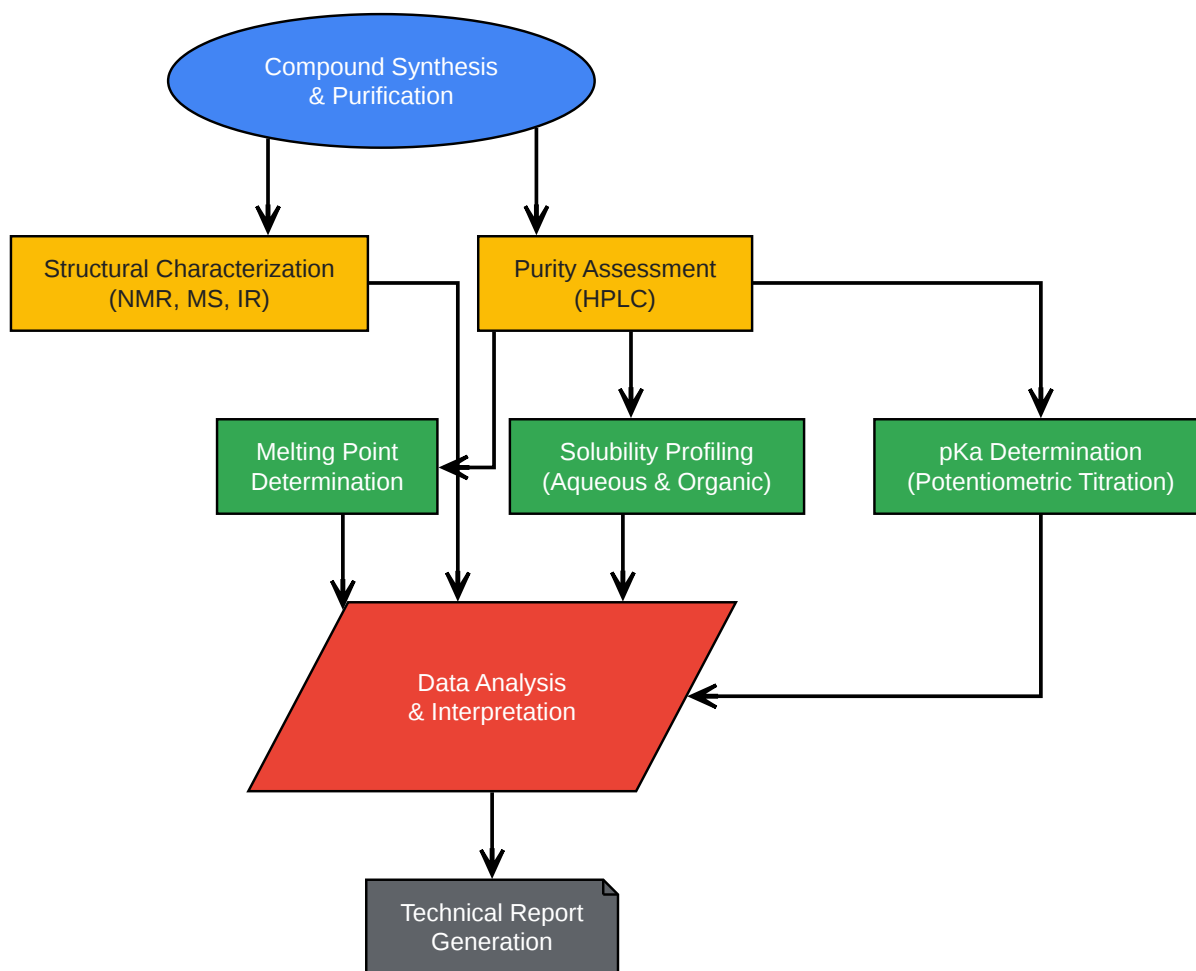 Compound Synthesis
& Purification
Structural Characterization
(NMR, MS, IR)
Purity Assessment
(HPLC)
Melting Point
Determination
Solubility Profiling
(Aqueous & Organic)
pKa Determination
(Potentiometric Titration)
Data Analysis
& Interpretation
Technical Report
Generation